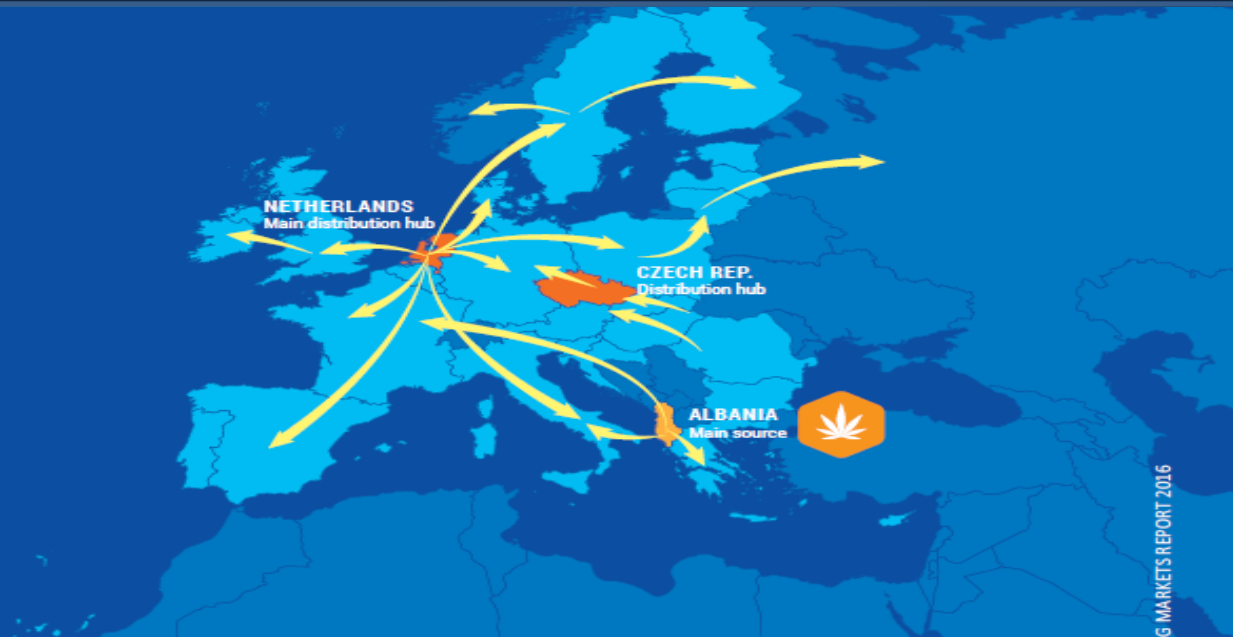 NETHERLANDS
Main distribution hub
CZECH REP.
Distribution hub
ALBANIA
Main source
MARKETS REPORT 2016